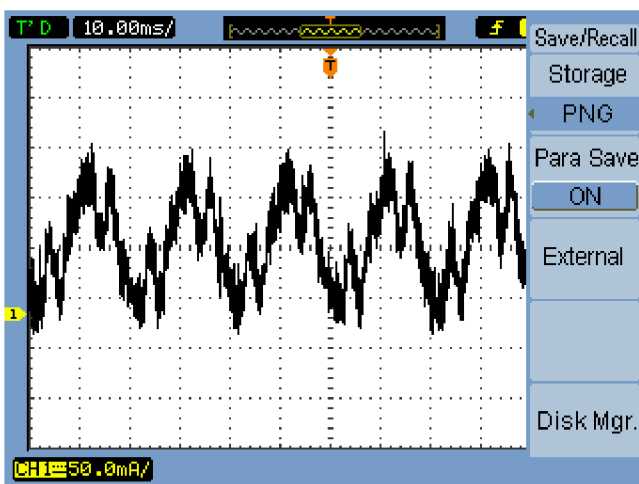 T'D 10.00ms/
T
Save/Recall
Storage
PNG
Para Save
ON
External
Disk Mgr.
T
1
CH1 50.0mA/